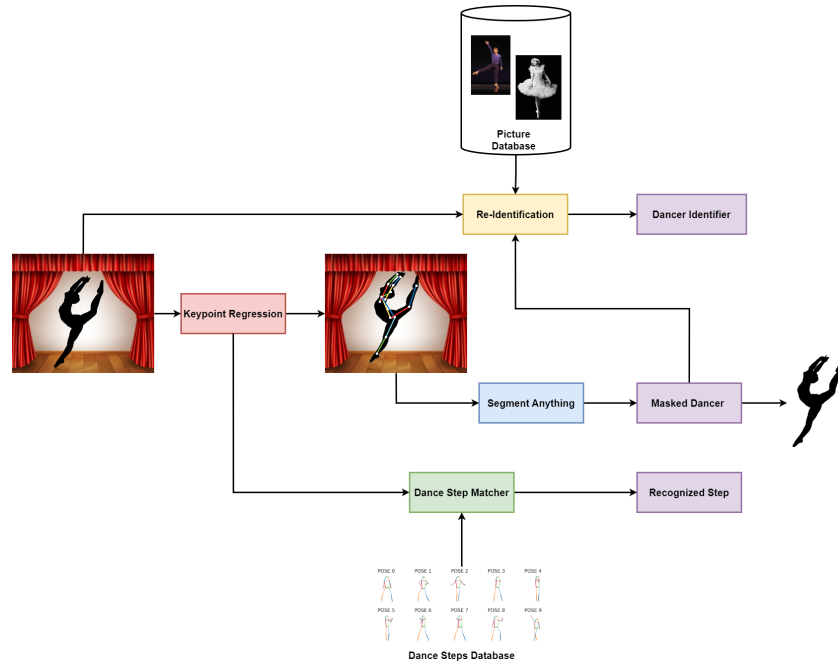 Picture
Database
Re-Identification
Dancer Identifier
Keypoint Regression
Segment Anything
Masked Dancer
Dance Step Matcher
Recognized Step
POSE 0 POSE 1 POSE 2 POSE 3 POSE 4
POSE 5 POSE 6 POSE 7 POSE 8 POSE 9
Dance Steps Database